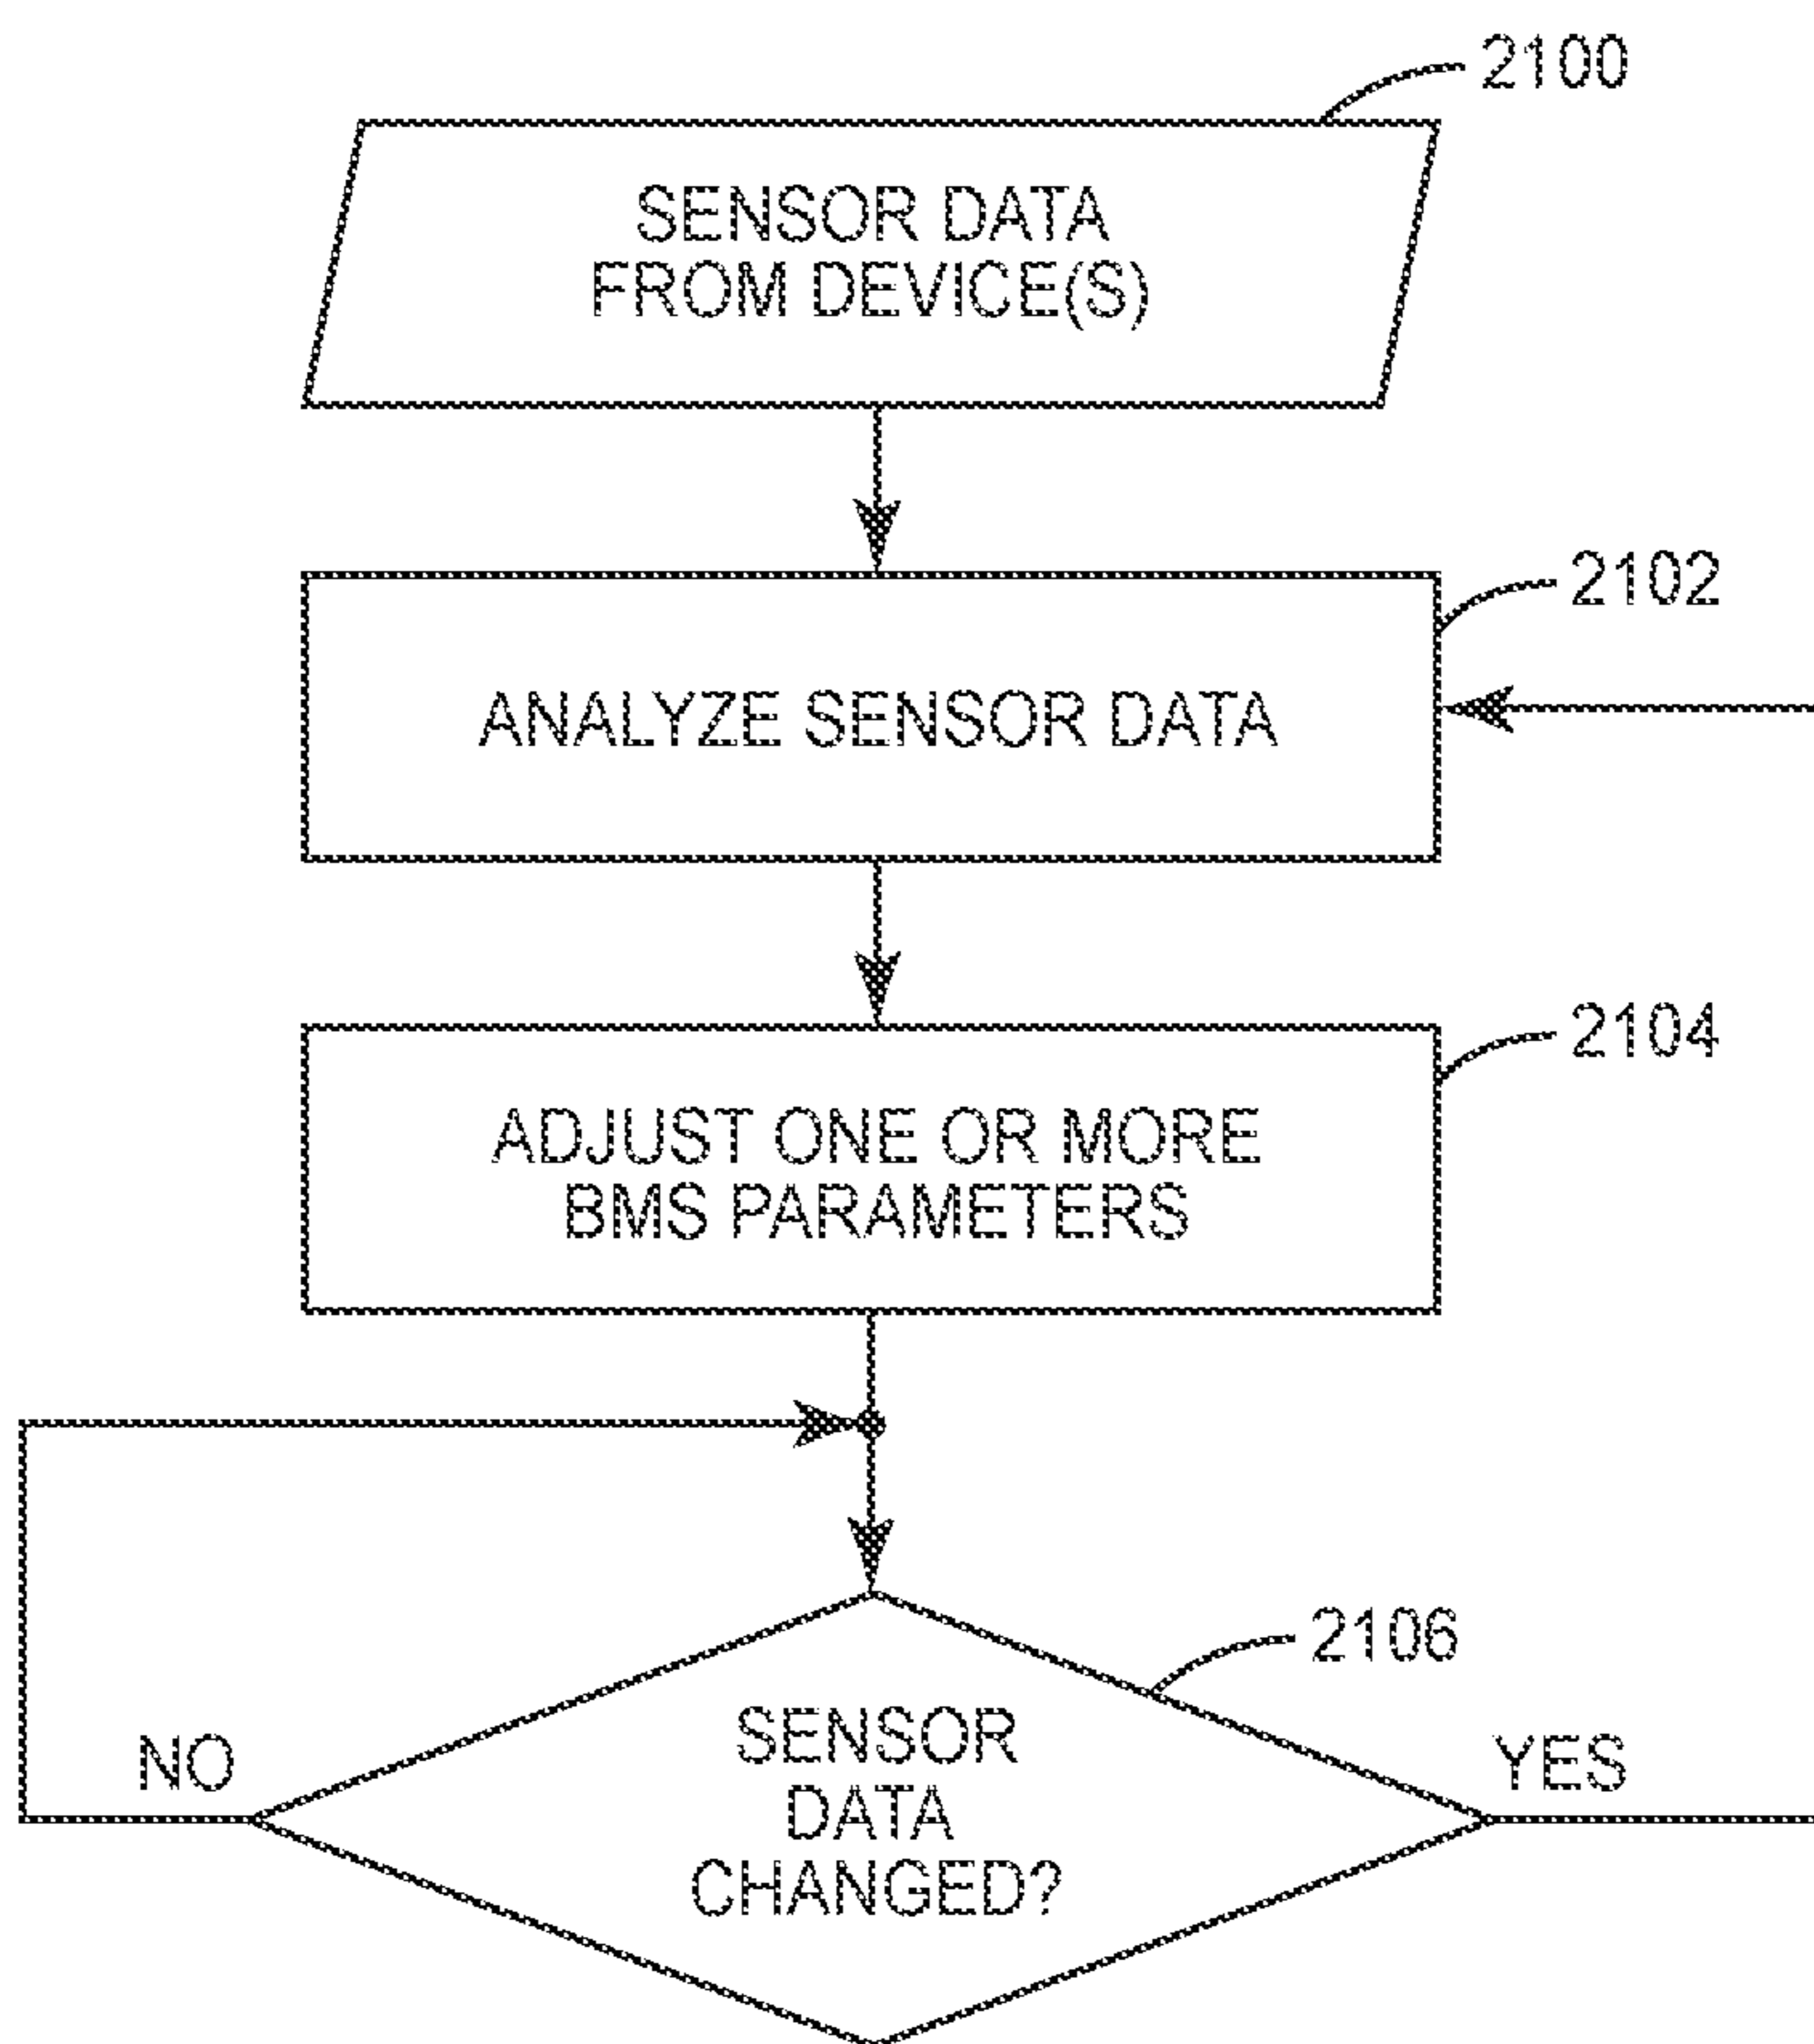 2100
SENSOR DATA
FROM DEVICE(S)
2102
ANALYZE SENSOR DATA
2104
ADJUST ONE OR MORE
BMS PARAMETERS
2106
SENSOR
DATA
CHANGED?
NO
YES